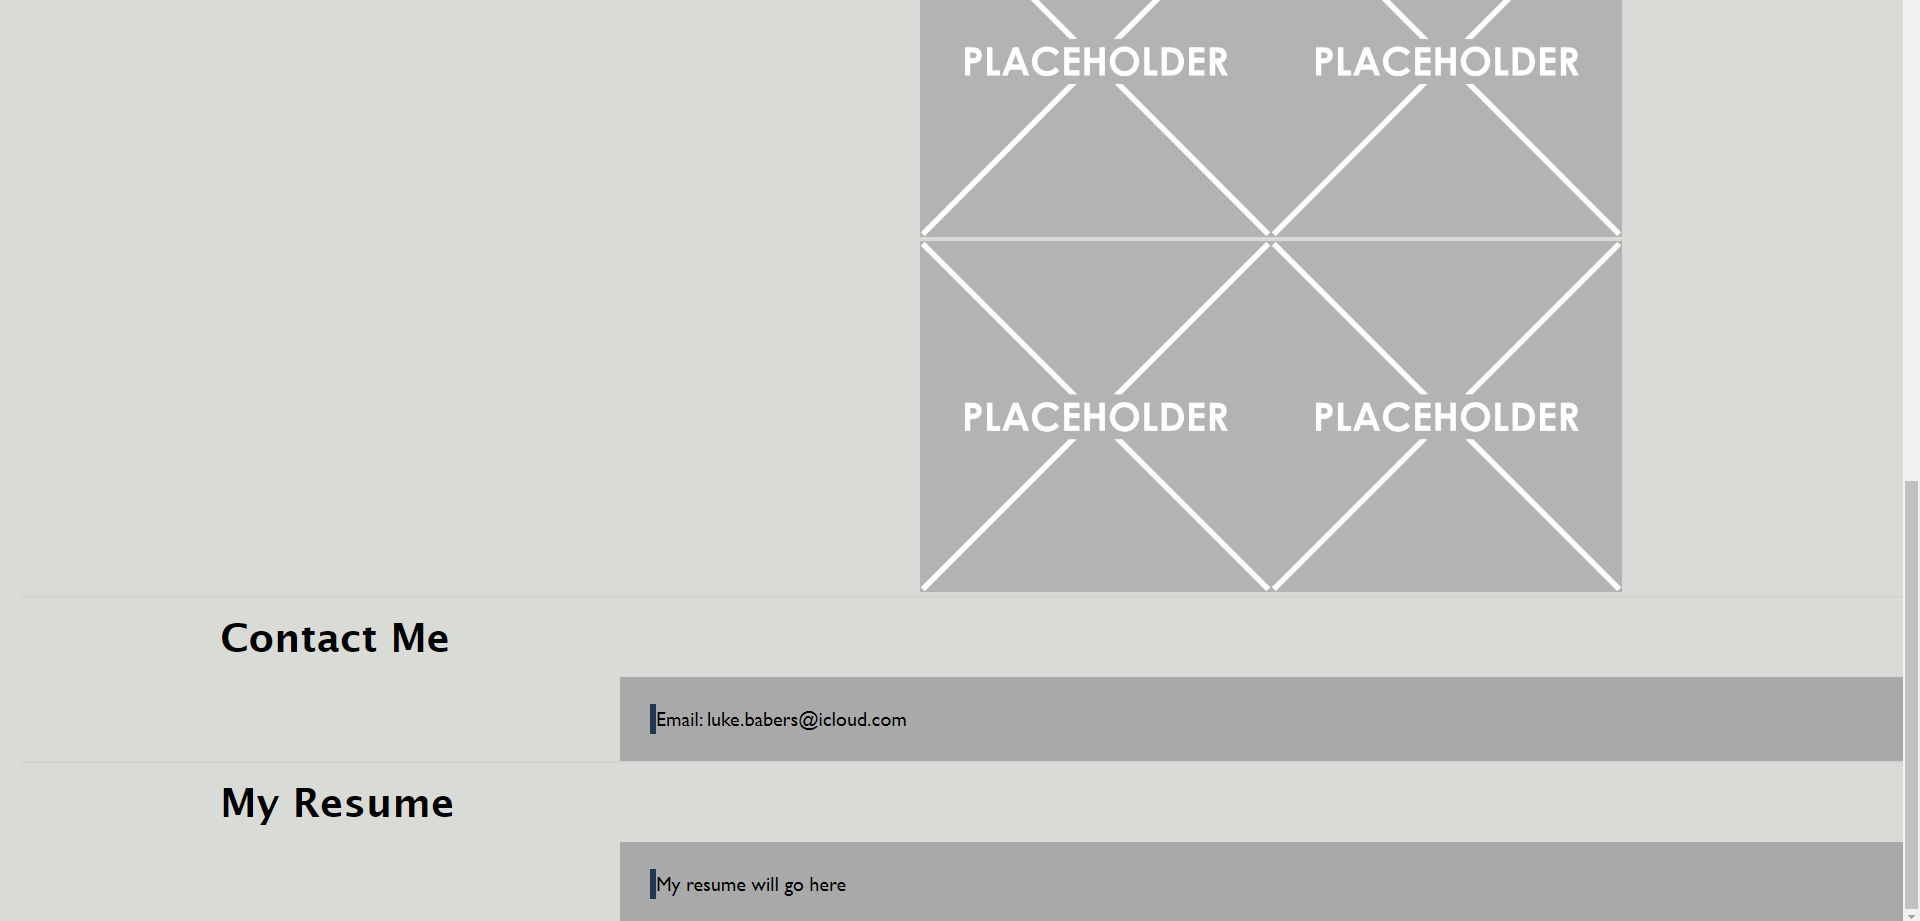 PLACEHOLDER PLACEHOLDER
PLACEHOLDER PLACEHOLDER
Contact Me
Email: luke.babers@icloud.com
My Resume
My resume will go here